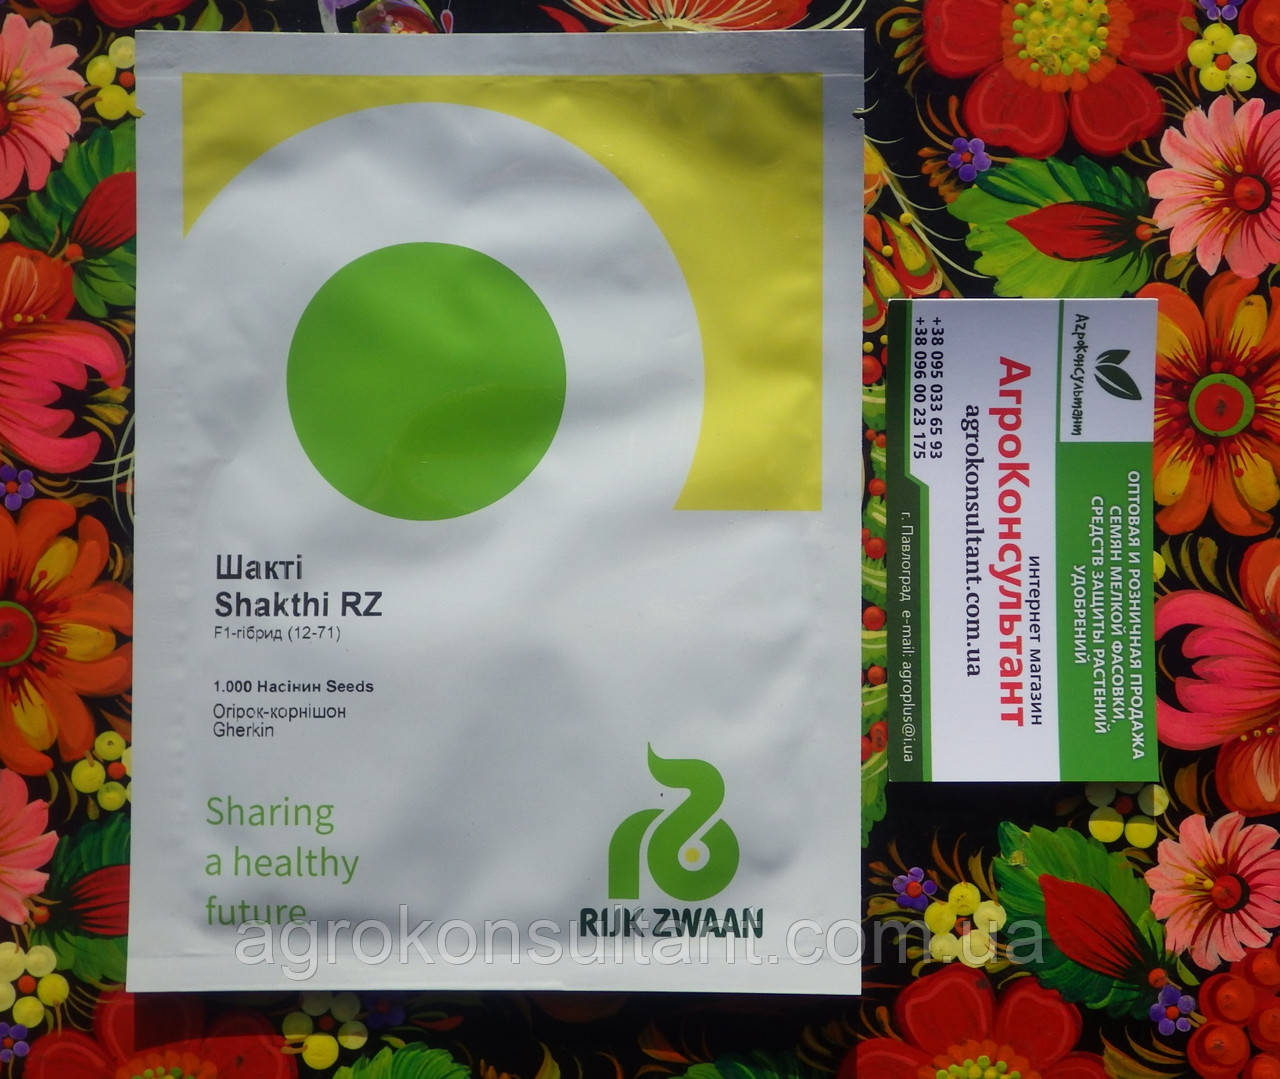 Шакті
Shakthi RZ
F1-гібрид (12-71)
1.000 Насінин Seeds
Огірок-корнішон
Gherkin
Sharing
a healthy
future
RIJK ZWAAN
АгроКонсультант
ОПТОВАЯ И РОЗНИЧНАЯ ПРОДАЖА
СЕМЯН МЕЛКОЙ ФАСОВКИ,
СРЕДСТВ ЗАЩИТЫ РАСТЕНИЙ
УДОБРЕНИЙ
интернет магазин
АгроКонсультант
agrokonsultant.com.ua
+38 095 033 65 93
+38 096 00 23 175
г. Павлоград e-mail: agroplus@i.ua
agrokonsultant.com.ua